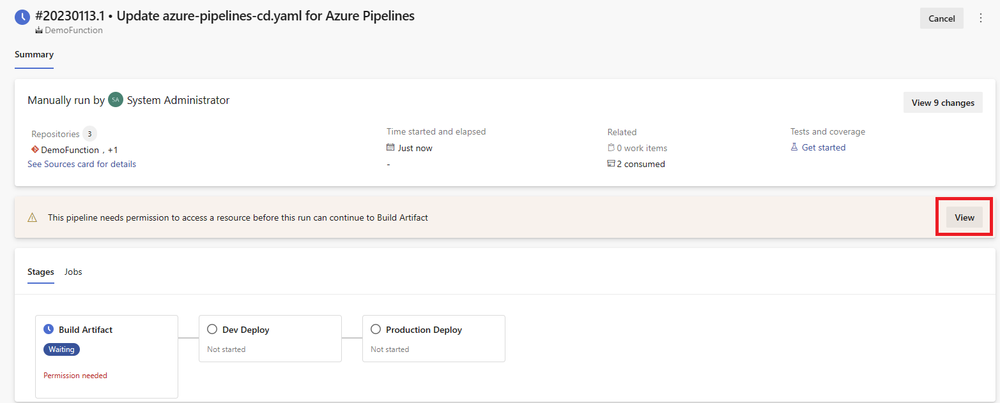 #20230113.1 • Update azure-pipelines-cd.yaml for Azure Pipelines
Cancel
DemoFunction
Summary
Manually run by SA System Administrator
View 9 changes
Repositories 3
Time started and elapsed
Related
Tests and coverage
DemoFunction , +1
Just now
0 work items
Get started
See Sources card for details
-
2 consumed
This pipeline needs permission to access a resource before this run can continue to Build Artifact
View
Stages Jobs
Build Artifact
Dev Deploy
Production Deploy
Waiting
Not started
Not started
Permission needed